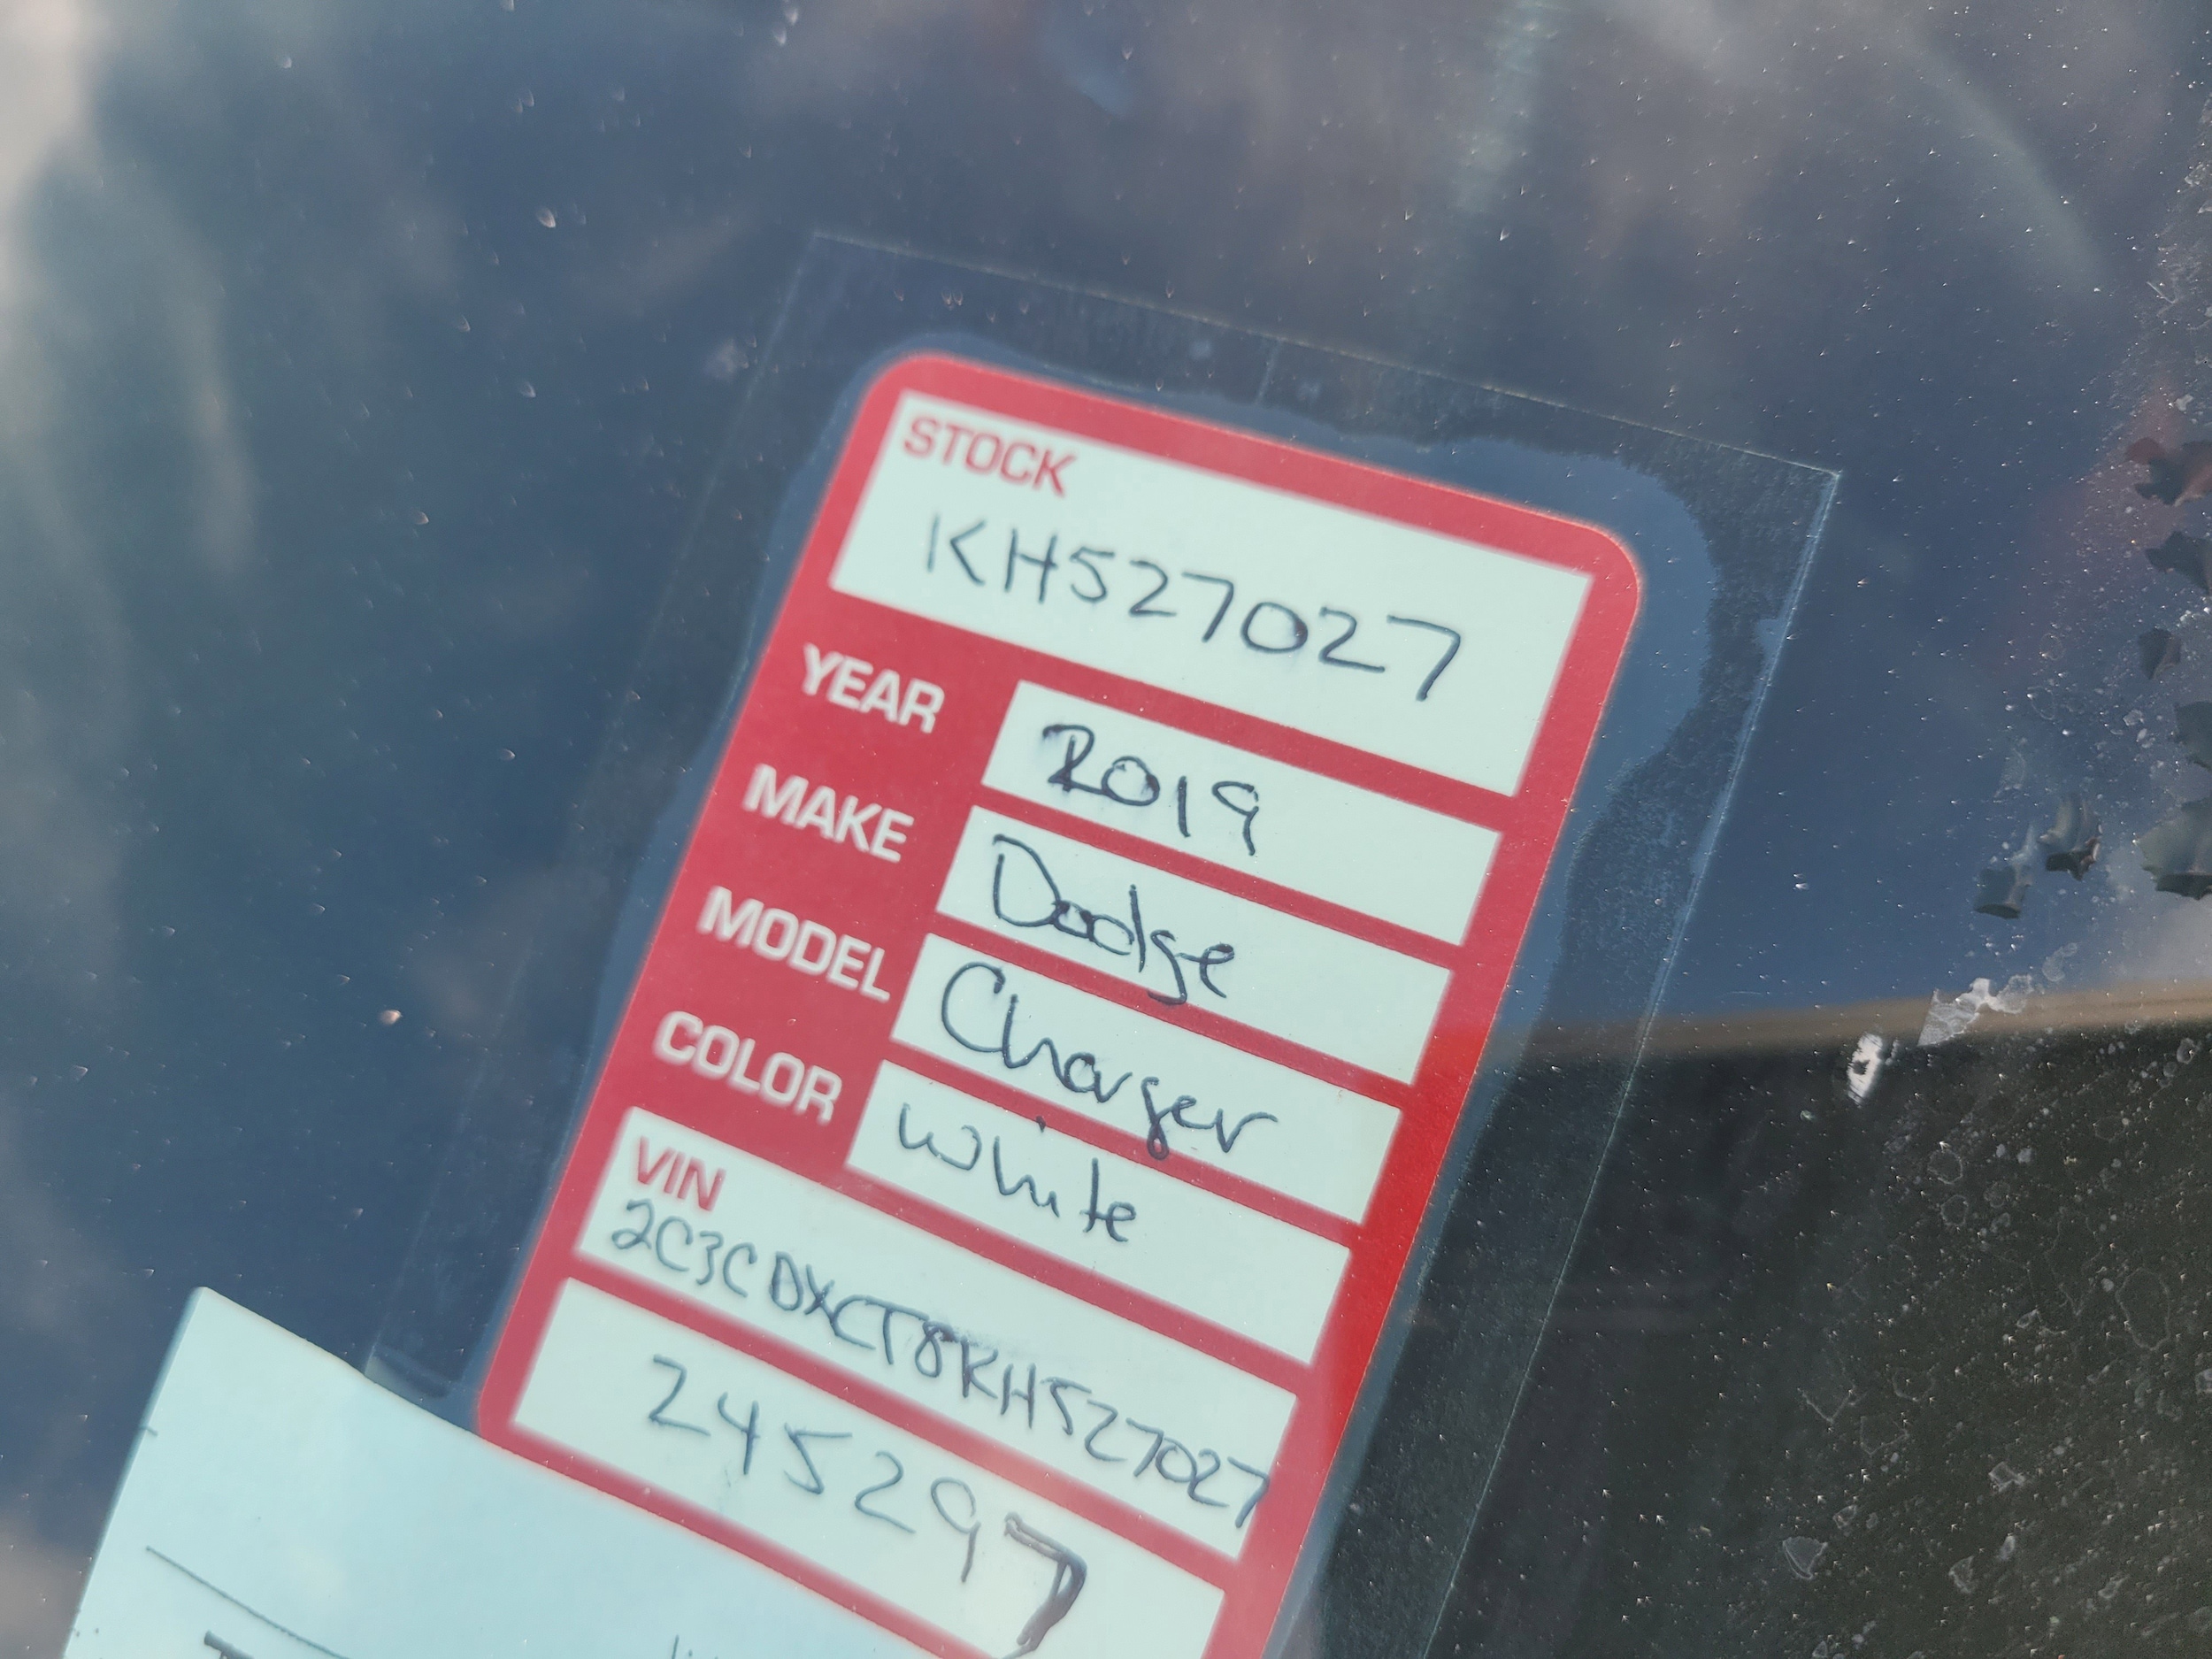 STOCK
KH527027
YEAR 2019
MAKE Dodge
MODEL Charger
COLOR White
VIN
2C3CDXCT8KH527027
245297